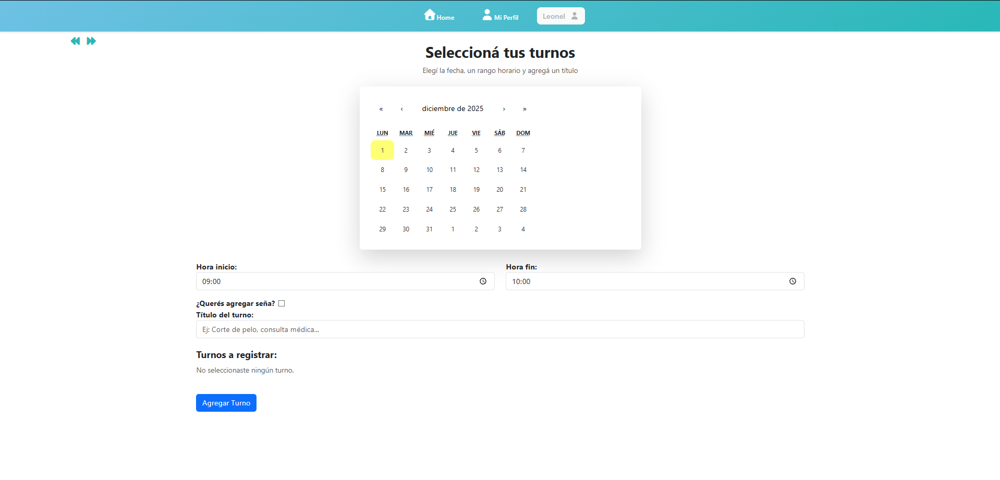 Home Mi Perfil Leonel
Seleccioná tus turnos
Elegí la fecha, un rango horario y agregá un título
« ‹ diciembre de 2025 › »
LUN MAR MIÉ JUE VIE SÁB DOM
1 2 3 4 5 6 7
8 9 10 11 12 13 14
15 16 17 18 19 20 21
22 23 24 25 26 27 28
29 30 31 1 2 3 4
Hora inicio: Hora fin:
09:00 10:00
¿Querés agregar seña?
Título del turno:
Ej: Corte de pelo, consulta médica...
Turnos a registrar:
No seleccionaste ningún turno.
Agregar Turno